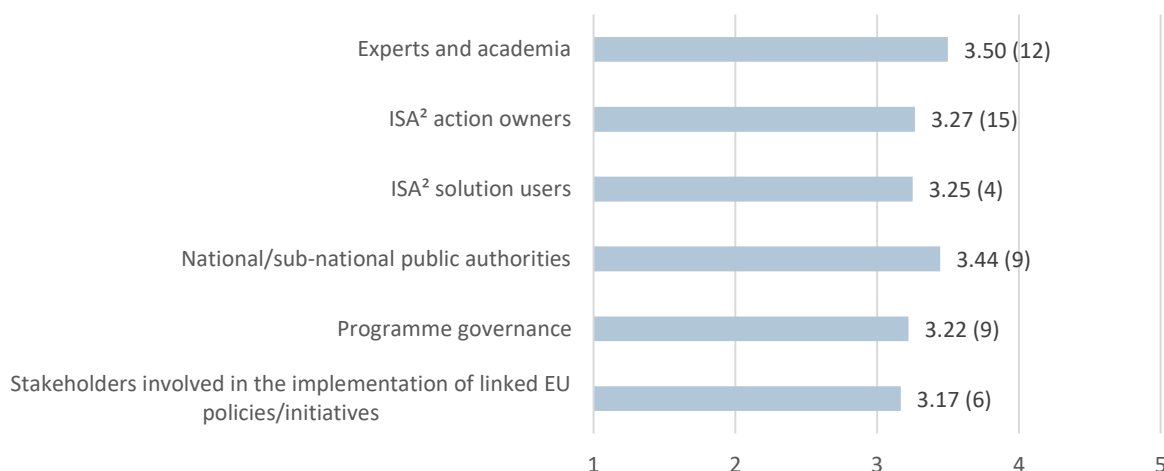 Experts and academia
3.50 (12)
ISA² action owners
3.27 (15)
ISA² solution users
3.25 (4)
National/sub-national public authorities
3.44 (9)
Programme governance
3.22 (9)
Stakeholders involved in the implementation of linked EU
policies/initiatives
3.17 (6)
1 2 3 4 5